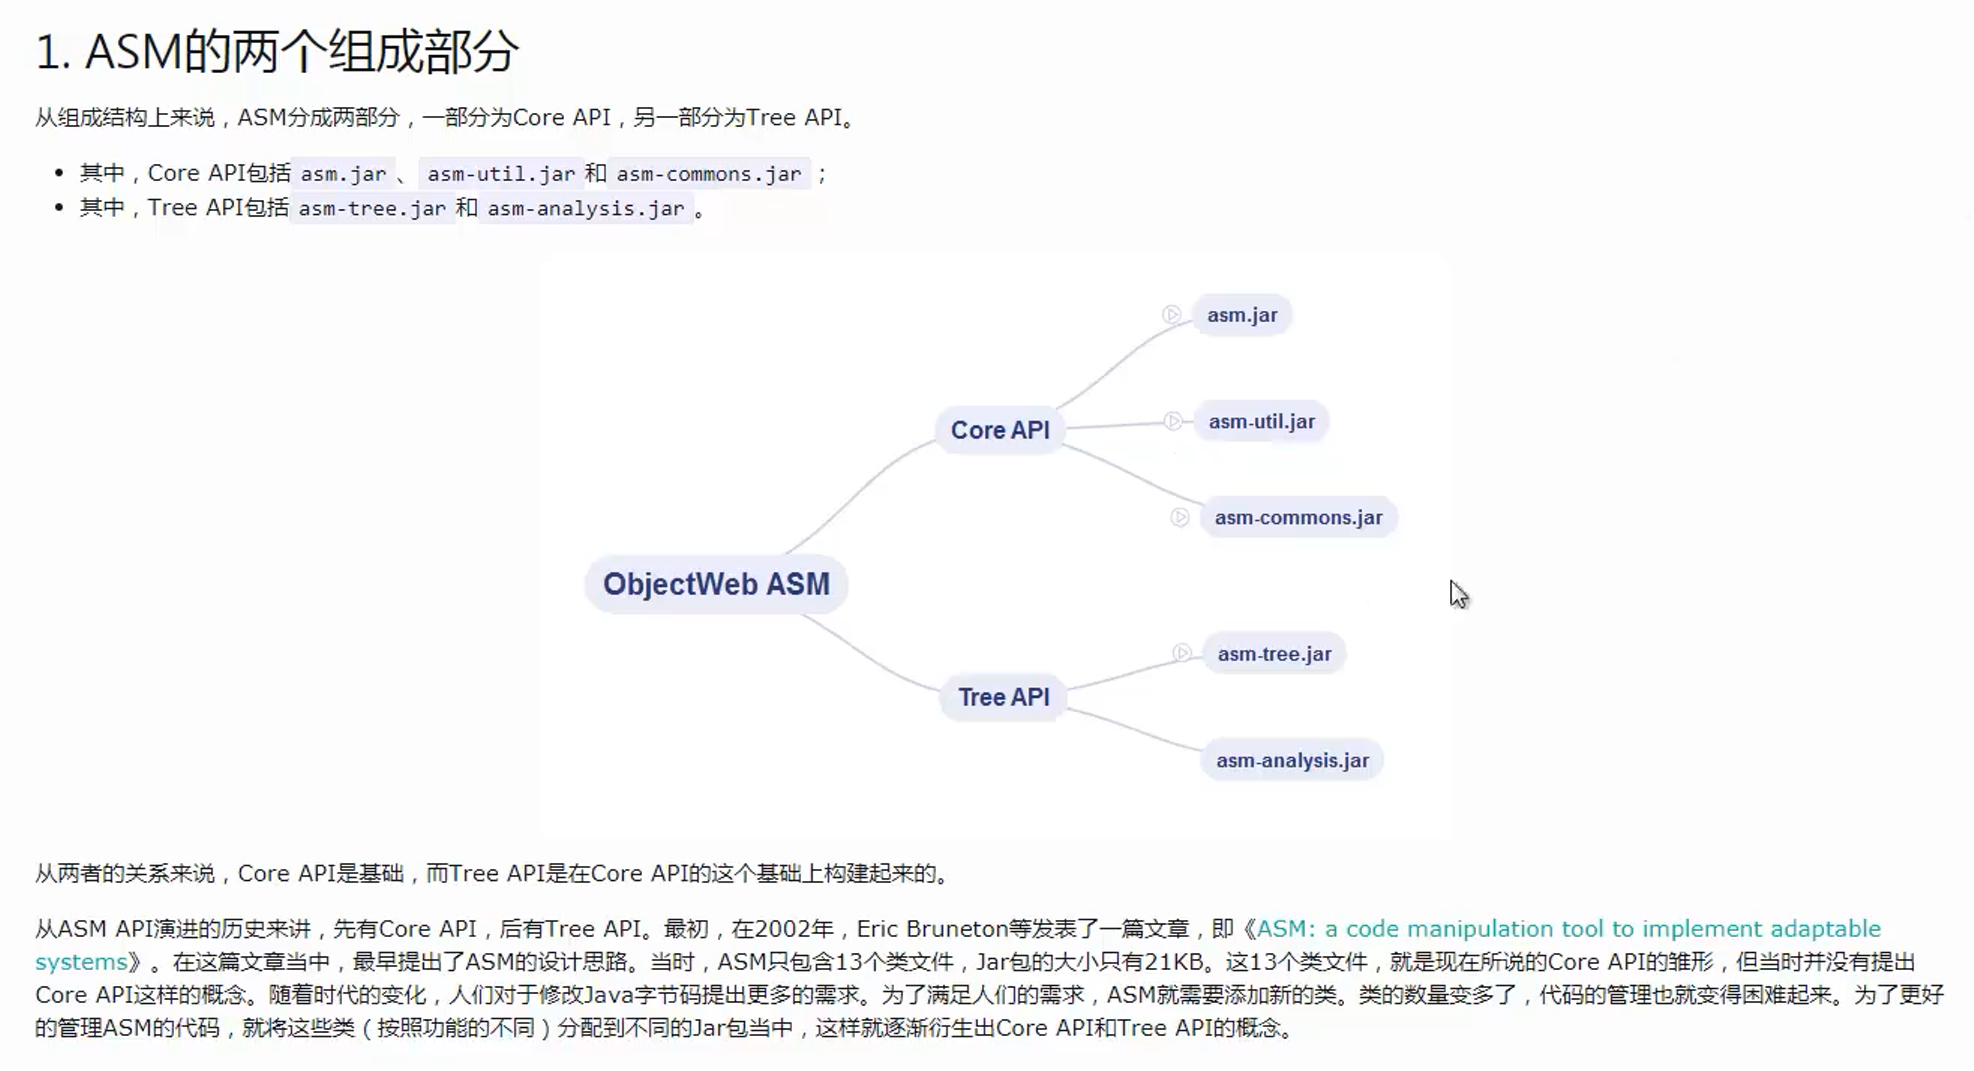 1. ASM的两个组成部分
从组成结构上来说，ASM分成两部分，一部分为Core API，另一部分为Tree API。
• 其中，Core API包括 asm.jar 、 asm-util.jar 和 asm-commons.jar ；
• 其中，Tree API包括 asm-tree.jar 和 asm-analysis.jar 。
asm.jar
Core API
asm-util.jar
asm-commons.jar
ObjectWeb ASM
asm-tree.jar
Tree API
asm-analysis.jar
从两者的关系来说，Core API是基础，而Tree API是在Core API的这个基础上构建起来的。
从ASM API演进的历史来讲，先有Core API，后有Tree API。最初，在2002年，Eric Bruneton等发表了一篇文章，即《ASM: a code manipulation tool to implement adaptable
systems》。在这篇文章当中，最早提出了ASM的设计思路。当时，ASM只包含13个类文件，Jar包的大小只有21KB。这13个类文件，就是现在所说的Core API的雏形，但当时并没有提出
Core API这样的概念。随着时代的变化，人们对于修改Java字节码提出更多的需求。为了满足人们的需求，ASM就需要添加新的类。类的数量变多了，代码的管理也就变得困难起来。为了更好
的管理ASM的代码，就将这些类（按照功能的不同）分配到不同的Jar包当中，这样就逐渐衍生出Core API和Tree API的概念。